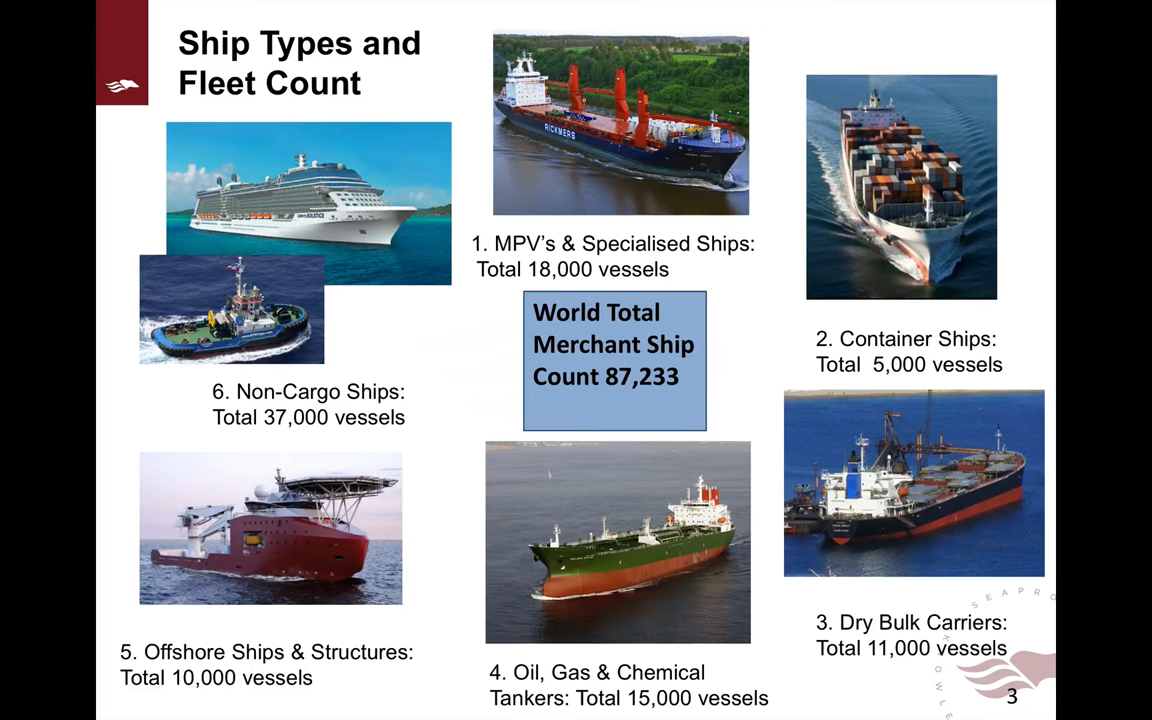 Ship Types and
Fleet Count
RICKMERS
1. MPV’s & Specialised Ships:
Total 18,000 vessels
World Total
Merchant Ship
Count 87,233
2. Container Ships:
Total  5,000 vessels
6. Non-Cargo Ships:
Total 37,000 vessels
3. Dry Bulk Carriers:
Total 11,000 vessels
5. Offshore Ships & Structures:
Total 10,000 vessels
4. Oil, Gas & Chemical
Tankers: Total 15,000 vessels
SEAPRO
OWLE
3